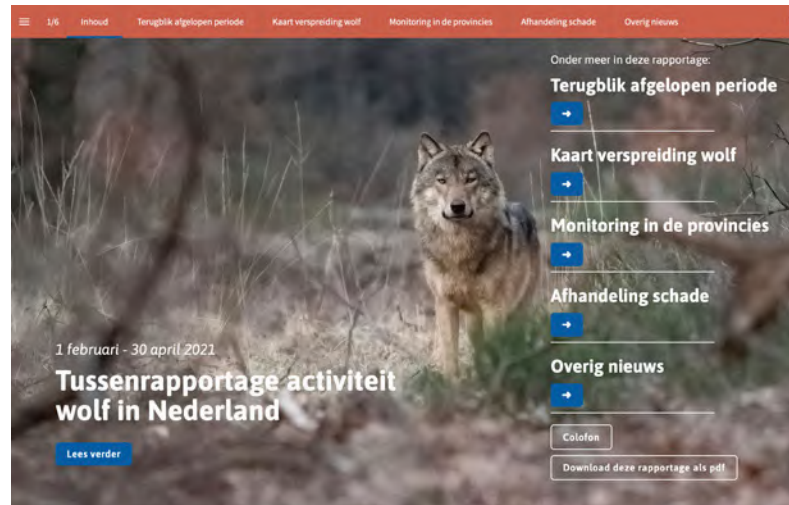 1/6 Inhoud Terugblik afgelopen periode Kaart verspreiding wolf Monitoring in de provincies Afhandeling schade Overig nieuws
Onder meer in deze rapportage:
Terugblik afgelopen periode
Kaart verspreiding wolf
Monitoring in de provincies
Afhandeling schade
Overig nieuws
Colofon
Download deze rapportage als pdf
1 februari - 30 april 2021
Tussenrapportage activiteit
wolf in Nederland
Lees verder